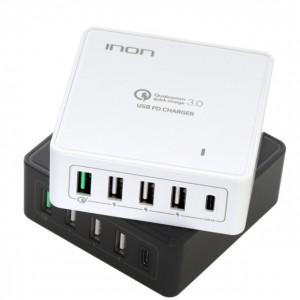 INON
Qualcomm 3.0
quick charge
USB PD CHARGER